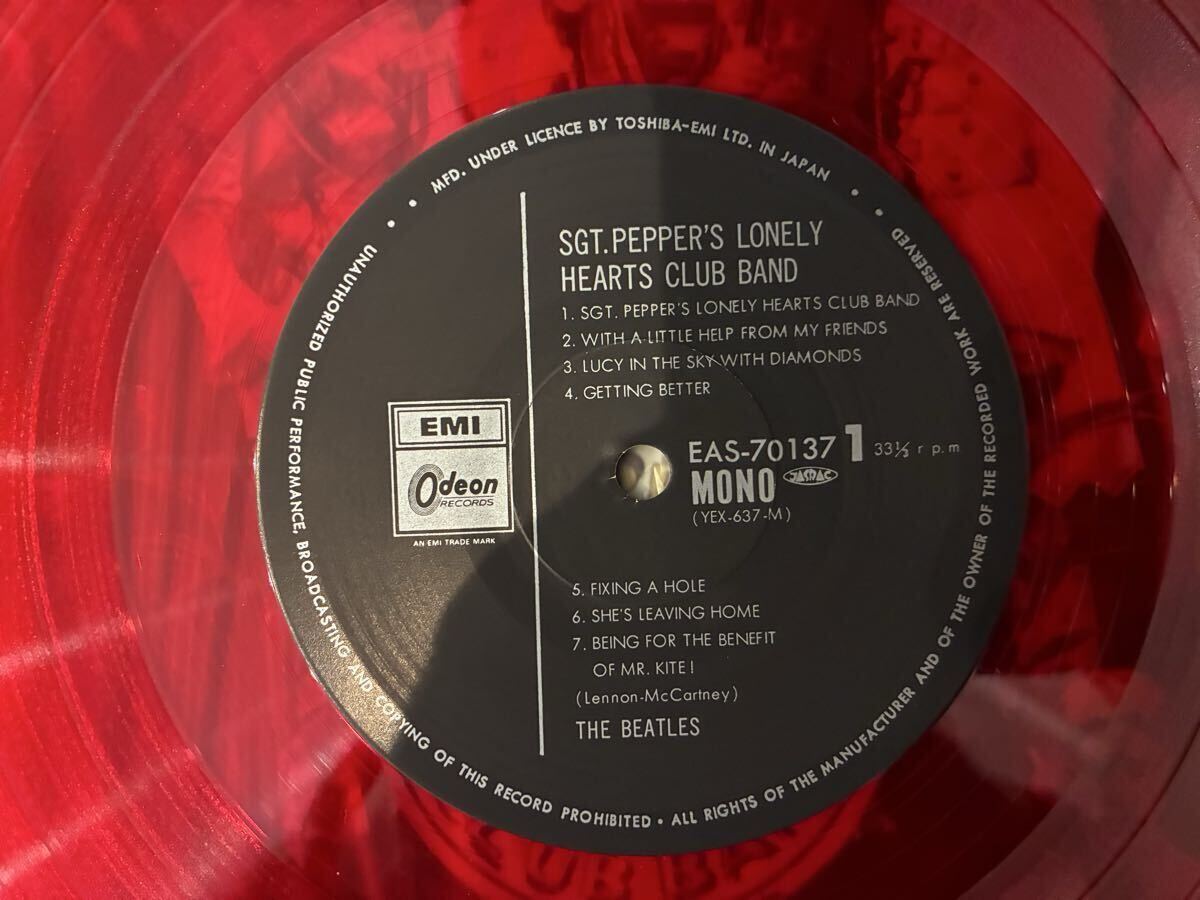 • MFD. UNDER LICENCE BY TOSHIBA-EMI LTD. IN JAPAN •
SGT. PEPPER'S LONELY
HEARTS CLUB BAND
1. SGT. PEPPER'S LONELY HEARTS CLUB BAND
2. WITH A LITTLE HELP FROM MY FRIENDS
3. LUCY IN THE SKY WITH DIAMONDS
4. GETTING BETTER
EMI
Odeon
RECORDS
AN EMI TRADE MARK
EAS-70137 1 33⅓ r p.m
MONO JASRAC
(YEX-637-M)
5. FIXING A HOLE
6. SHE'S LEAVING HOME
7. BEING FOR THE BENEFIT
OF MR. KITE!
(Lennon-McCartney)
THE BEATLES
• UNAUTHORIZED PUBLIC PERFORMANCE, BROADCASTING AND COPYING OF THIS RECORD PROHIBITED • ALL RIGHTS OF THE MANUFACTURER AND OF THE OWNER OF THE RECORDED WORK ARE RESERVED •